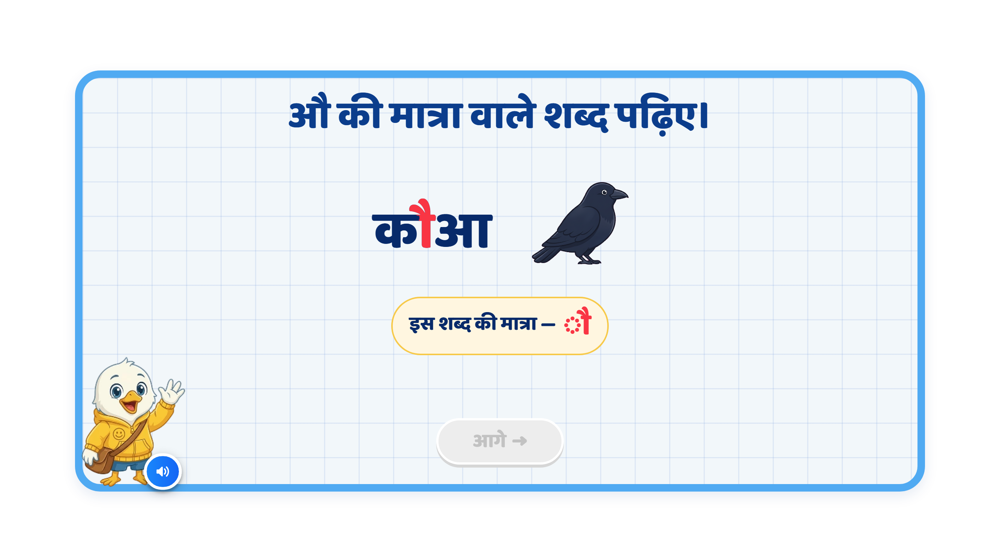 औ की मात्रा वाले शब्द पढ़िए।
कौआ
इस शब्द की मात्रा – ौ
आगे →